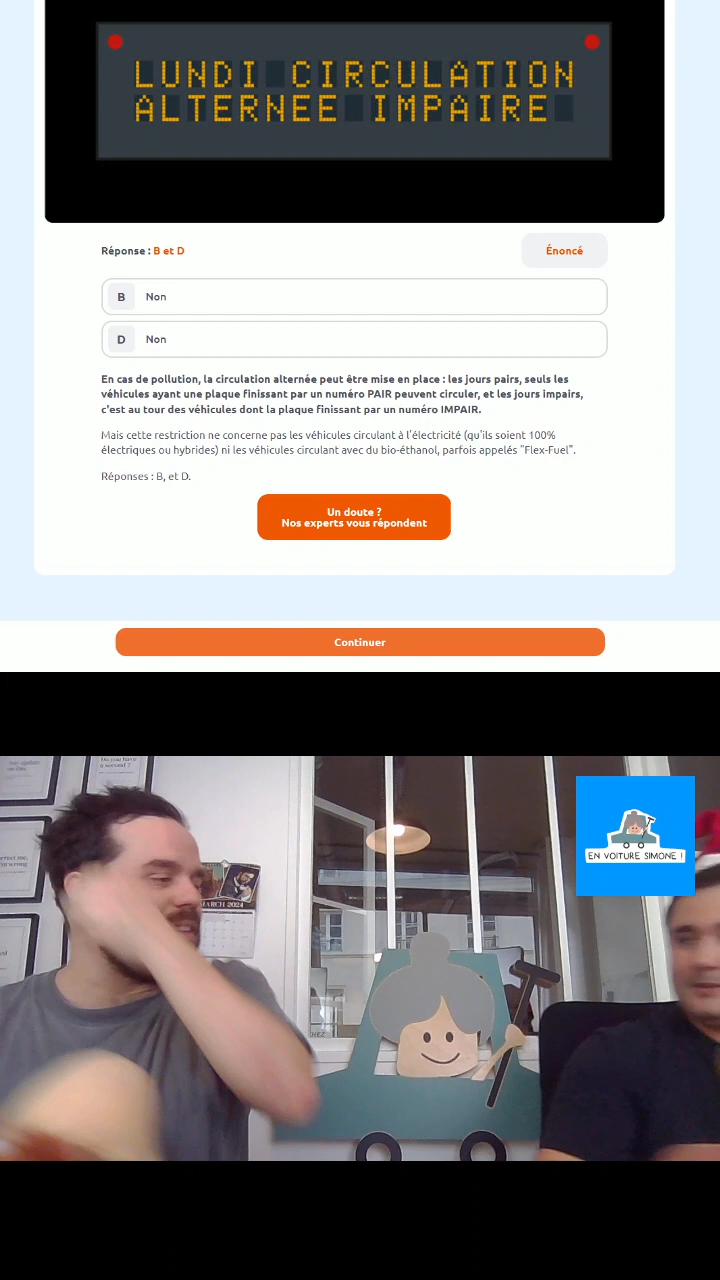 LUNDI CIRCULATION
ALTERNEE IMPAIRE
Réponse : B et D
Énoncé
B Non
D Non
En cas de pollution, la circulation alternée peut être mise en place : les jours pairs, seuls les
véhicules ayant une plaque finissant par un numéro PAIR peuvent circuler, et les jours impairs,
c'est au tour des véhicules dont la plaque finissant par un numéro IMPAIR.
Mais cette restriction ne concerne pas les véhicules circulant à l'électricité (qu'ils soient 100%
électriques ou hybrides) ni les véhicules circulant avec du bio-éthanol, parfois appelés "Flex-Fuel".
Réponses : B, et D.
Un doute ?
Nos experts vous répondent
Continuer
Do you have
a second ?
MARCH 2024
EN VOITURE SIMONE !